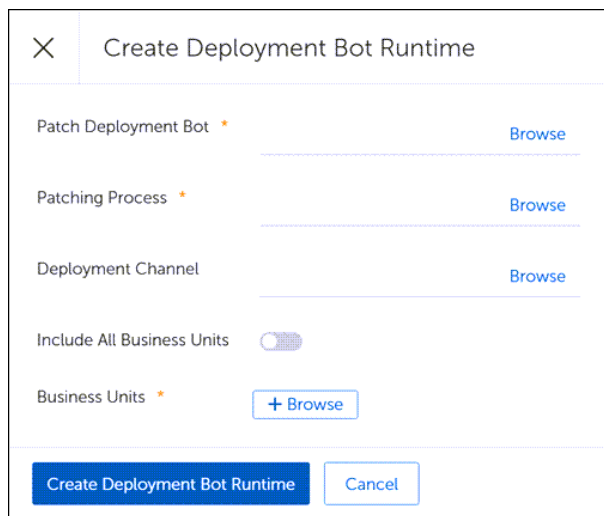 Create Deployment Bot Runtime
Patch Deployment Bot *
Browse
Patching Process *
Browse
Deployment Channel
Browse
Include All Business Units
Business Units *
+ Browse
Create Deployment Bot Runtime
Cancel